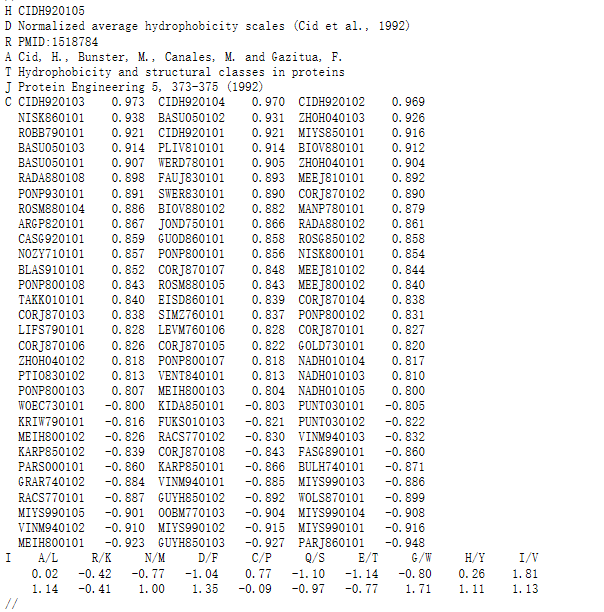 H CIDH920105
D Normalized average hydrophobicity scales (Cid et al., 1992)
R PMID:1518784
A Cid, H., Bunster, M., Canales, M. and Gazitua, F.
T Hydrophobicity and structural classes in proteins
J Protein Engineering 5, 373-375 (1992)
C CIDH920103 0.973 CIDH920104 0.970 CIDH920102 0.969
NISK860101 0.938 BASU050102 0.931 ZHOH040103 0.926
ROBB790101 0.921 CIDH920101 0.921 MIYS850101 0.916
BASU050103 0.914 PLIV810101 0.914 BIOV880101 0.912
BASU050101 0.907 WERD780101 0.905 ZHOH040101 0.904
RADA880108 0.898 FAUJ830101 0.893 MEEJ810101 0.892
PONP930101 0.891 SWER830101 0.890 CORJ870102 0.890
ROSM880104 0.886 BIOV880102 0.882 MANP780101 0.879
ARGP820101 0.867 JOND750101 0.866 RADA880102 0.861
CASG920101 0.859 GUOD860101 0.858 ROSG850102 0.858
NOZY710101 0.857 PONP800101 0.856 NISK800101 0.854
BLAS910101 0.852 CORJ870107 0.848 MEEJ810102 0.844
PONP800108 0.843 ROSM880105 0.843 MEEJ800102 0.840
TAKK010101 0.840 EISD860101 0.839 CORJ870104 0.838
CORJ870103 0.838 SIMZ760101 0.837 PONP800102 0.831
LIFS790101 0.828 LEVM760106 0.828 CORJ870101 0.827
CORJ870106 0.826 CORJ870105 0.822 GOLD730101 0.820
ZHOH040102 0.818 PONP800107 0.818 NADH010104 0.817
PTIO830102 0.813 VENT840101 0.813 NADH010103 0.810
PONP800103 0.807 MEIH800103 0.804 NADH010105 0.800
WOEC730101 -0.800 KIDA850101 -0.803 PUNT030101 -0.805
KRIW790101 -0.816 FUKS010103 -0.821 PUNT030102 -0.822
MEIH800102 -0.826 RACS770102 -0.830 VINM940103 -0.832
KARP850102 -0.839 CORJ870108 -0.843 FASG890101 -0.860
PARS000101 -0.860 KARP850101 -0.866 BULH740101 -0.871
GRAR740102 -0.884 VINM940101 -0.885 MIYS990103 -0.886
RACS770101 -0.887 GUYH850102 -0.892 WOLS870101 -0.899
MIYS990105 -0.901 OOBM770103 -0.904 MIYS990104 -0.908
VINM940102 -0.910 MIYS990102 -0.915 MIYS990101 -0.916
MEIH800101 -0.923 GUYH850103 -0.927 PARJ860101 -0.948
I A/L R/K N/M D/F C/P Q/S E/T G/W H/Y I/V
0.02 -0.42 -0.77 -1.04 0.77 -1.10 -1.14 -0.80 0.26 1.81
1.14 -0.41 1.00 1.35 -0.09 -0.97 -0.77 1.71 1.11 1.13
//